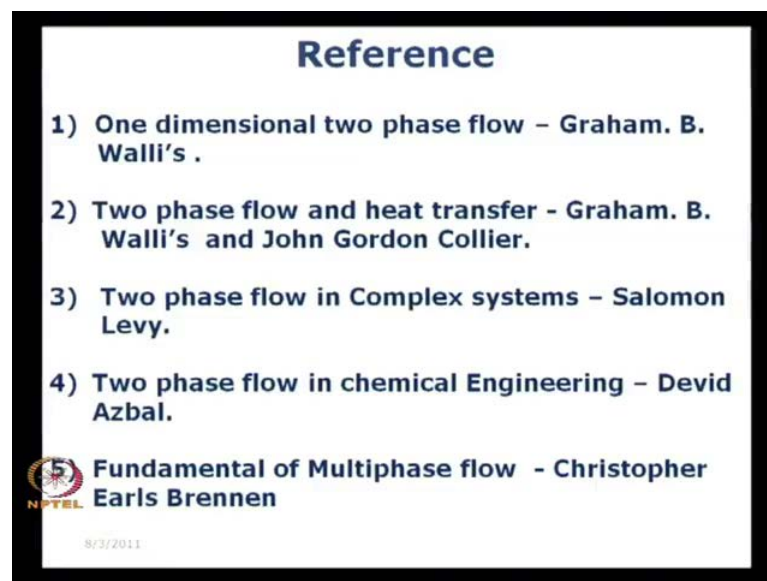 Reference
1) One dimensional two phase flow – Graham. B.
Walli's .
2) Two phase flow and heat transfer - Graham. B.
Walli's and John Gordon Collier.
3) Two phase flow in Complex systems – Salomon
Levy.
4) Two phase flow in chemical Engineering – Devid
Azbal.
5) Fundamental of Multiphase flow - Christopher
Earls Brennen
NPTEL
8/3/2011